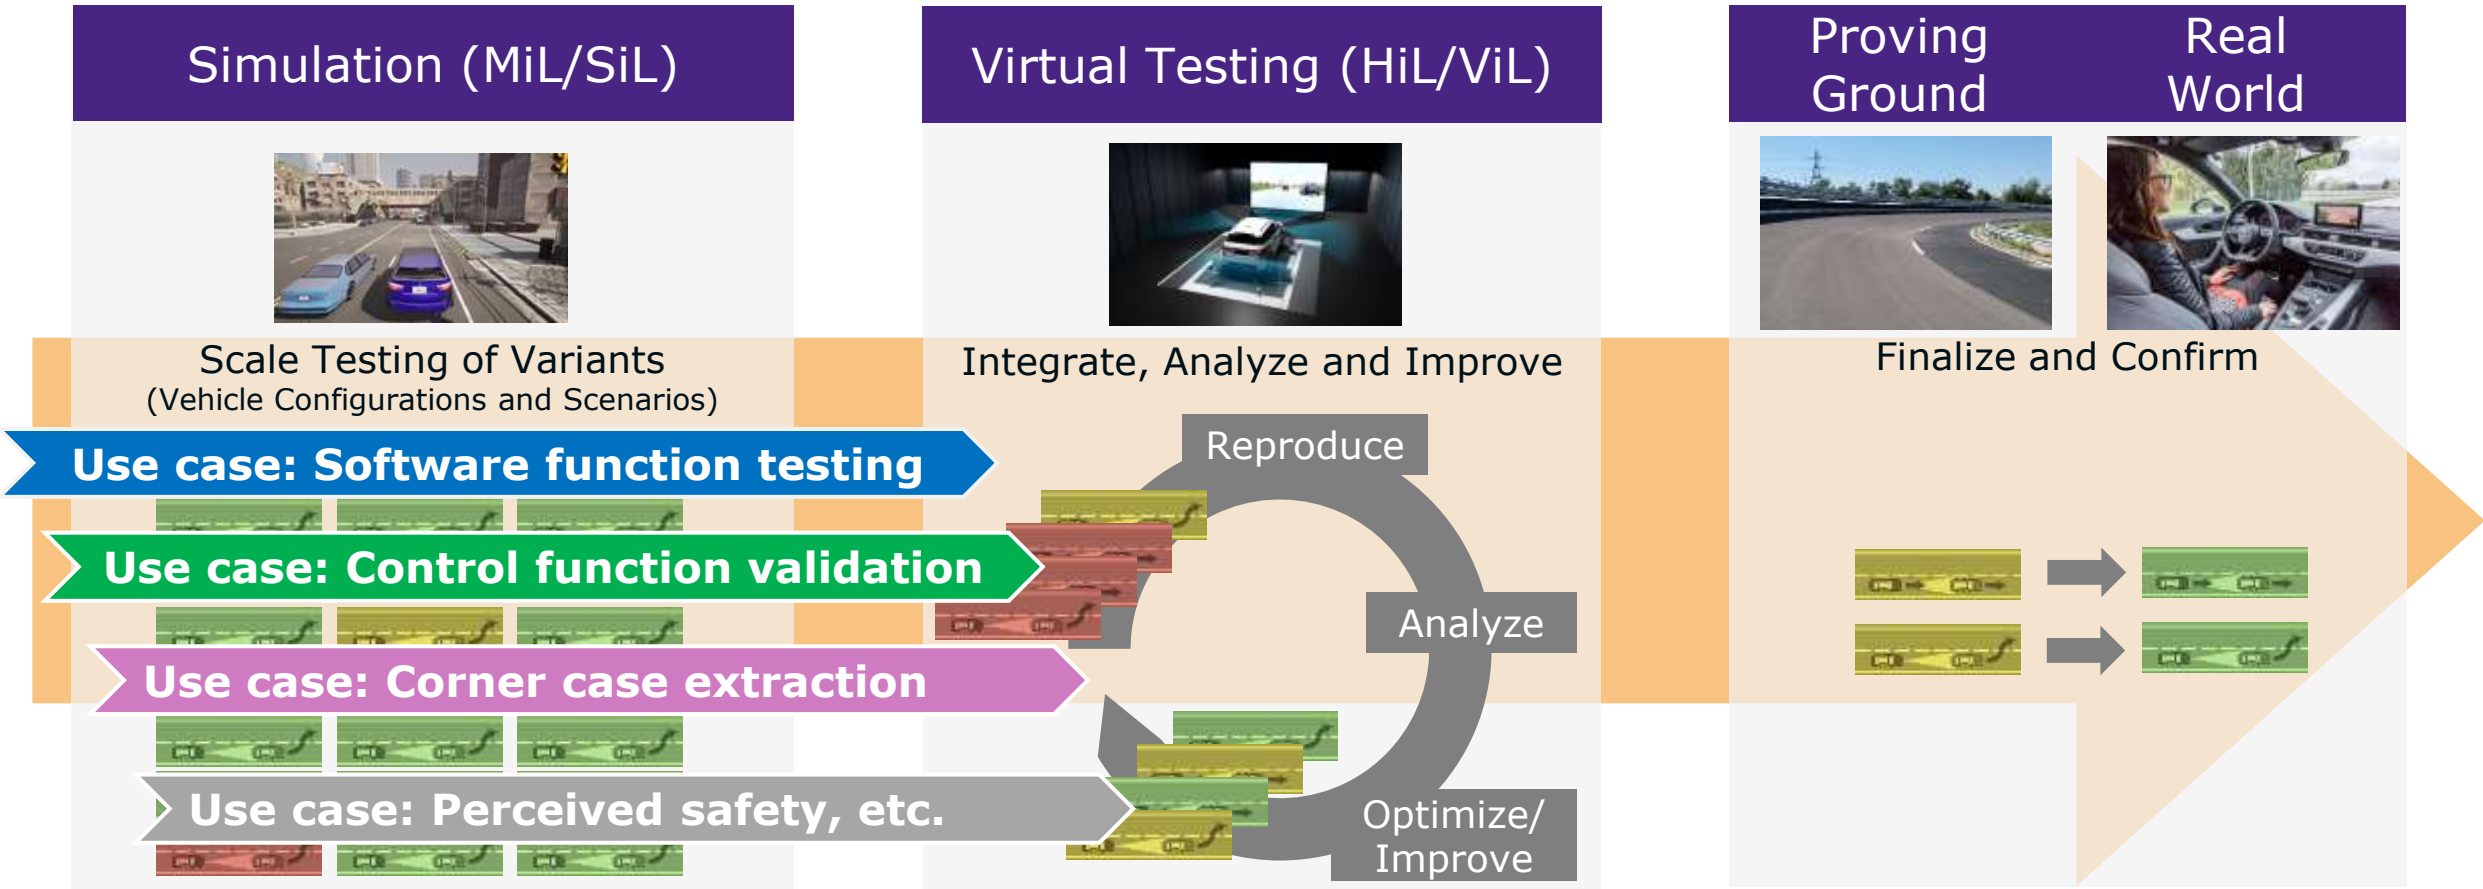 Simulation (MiL/SiL)
Virtual Testing (HiL/ViL)
Proving
Ground
Real
World
Scale Testing of Variants
(Vehicle Configurations and Scenarios)
Integrate, Analyze and Improve
Finalize and Confirm
Use case: Software function testing
Use case: Control function validation
Use case: Corner case extraction
Use case: Perceived safety, etc.
Reproduce
Analyze
Optimize/
Improve